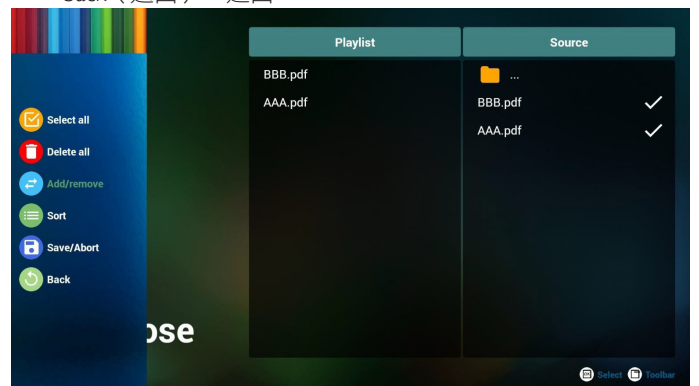 Playlist Source
BBB.pdf ...
AAA.pdf BBB.pdf
AAA.pdf
Select all
Delete all
Add/remove
Sort
Save/Abort
Back
ose
Select Toolbar